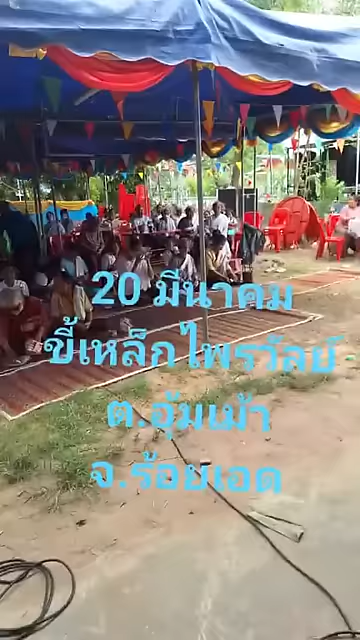 20 มีนาคม
ขี้เหล็กไพรวัลย์
ต.อุ้มเม้า
จ.ร้อยเอด